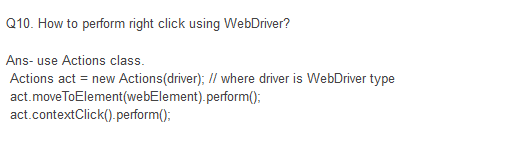 Q10. How to perform right click using WebDriver?
Ans- use Actions class.
Actions act = new Actions(driver); // where driver is WebDriver type
act.moveToElement(webElement).perform();
act.contextClick().perform();